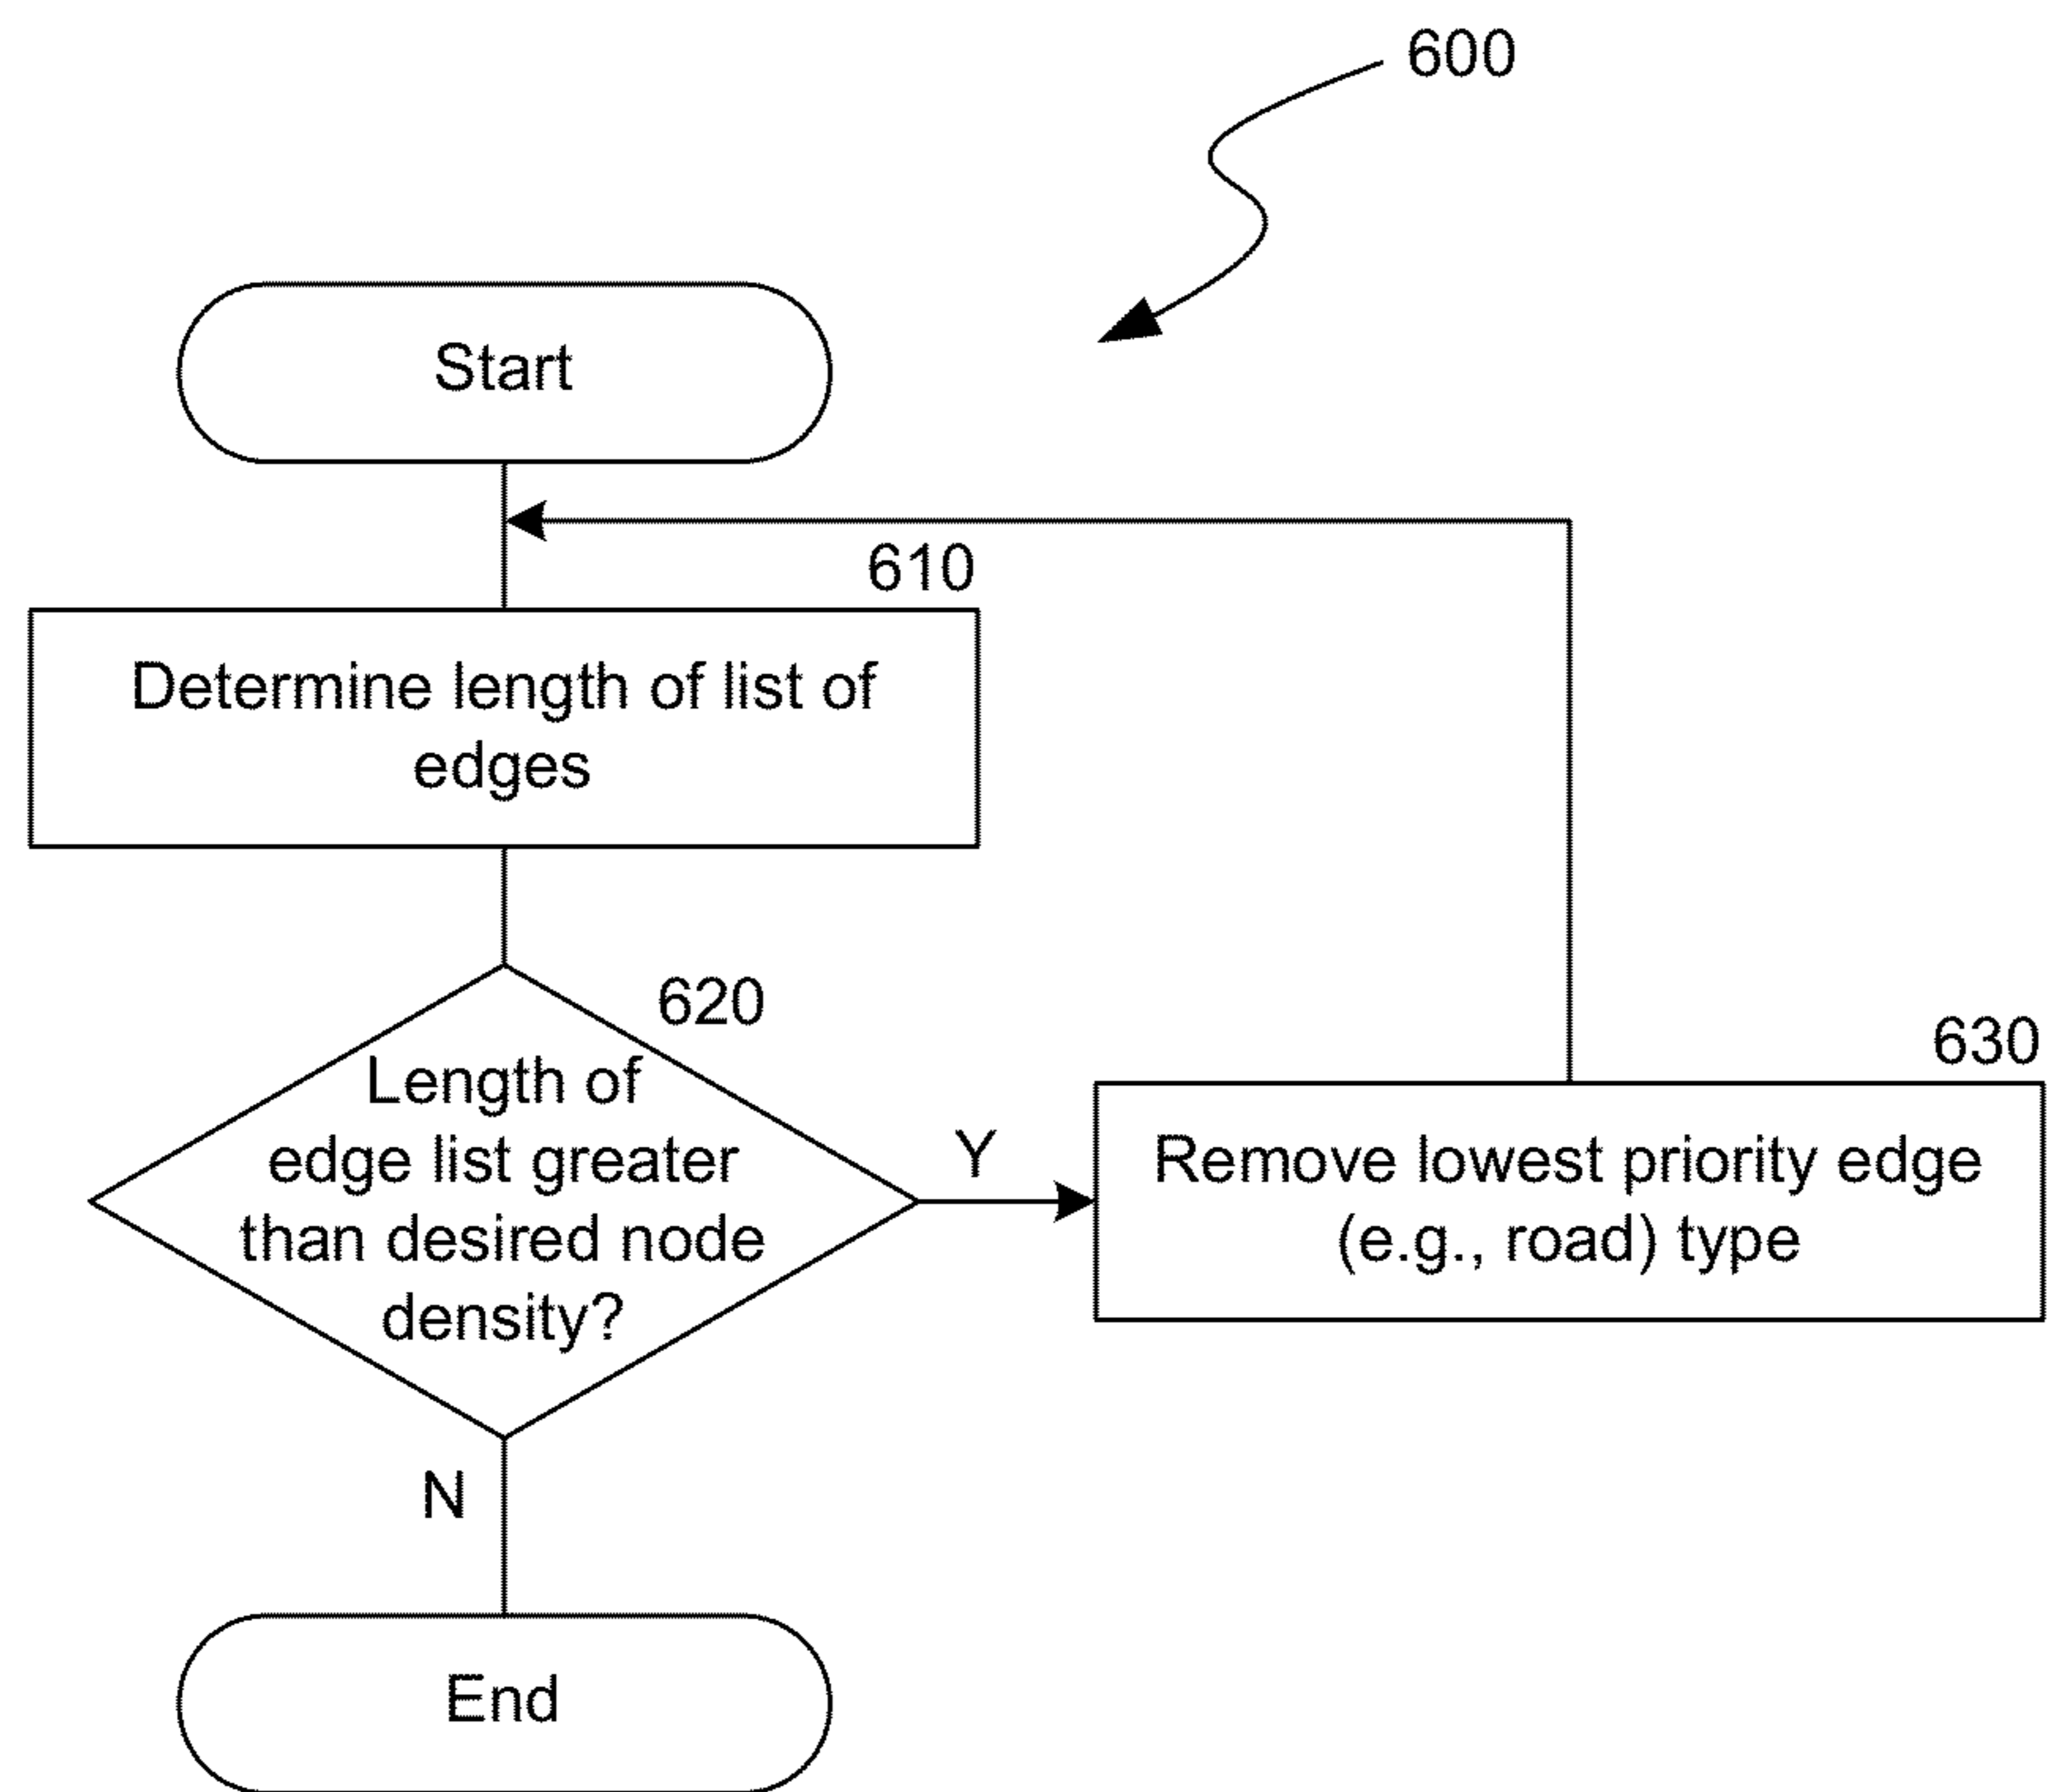 600
Start
610
Determine length of list of
edges
620
Length of
edge list greater
than desired node
density?
Y
630
Remove lowest priority edge
(e.g., road) type
N
End